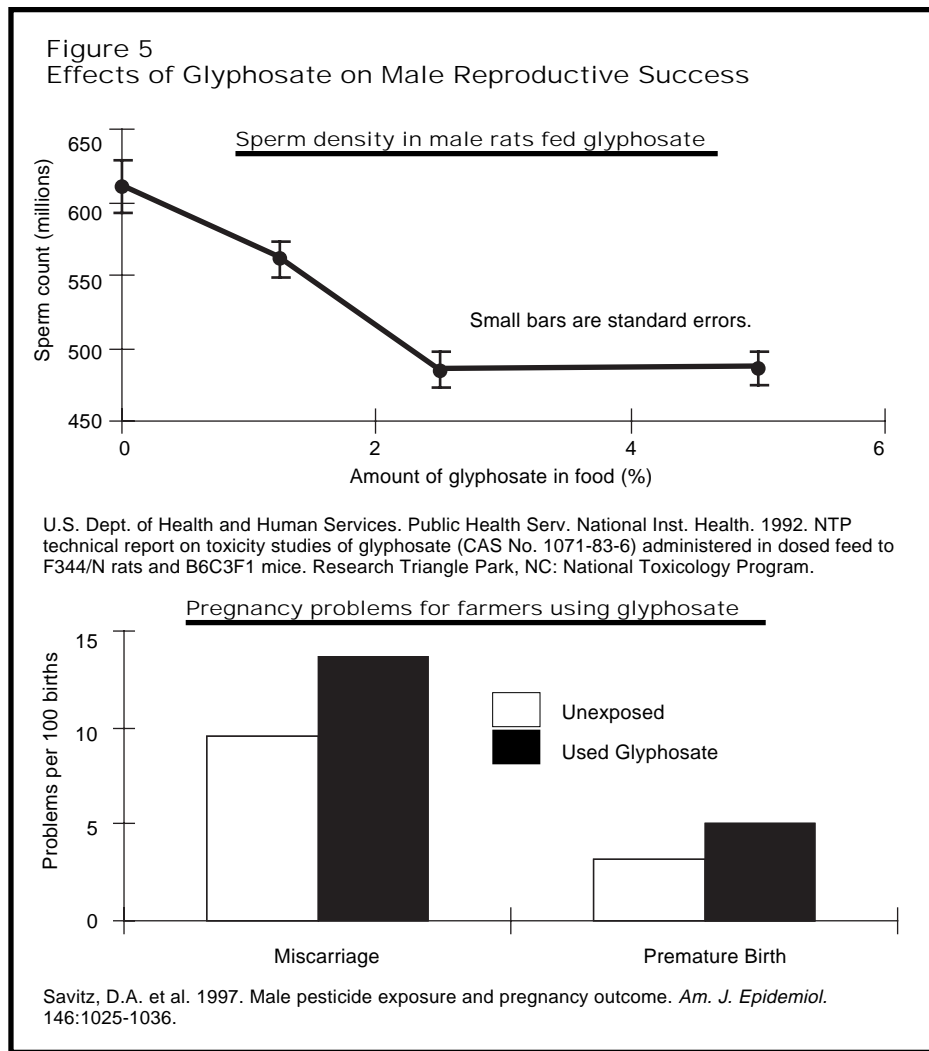 Figure 5
Effects of Glyphosate on Male Reproductive Success
Sperm density in male rats fed glyphosate
Sperm count (millions)
650
600
550
500
450
Small bars are standard errors.
0 2 4 6
Amount of glyphosate in food (%)
U.S. Dept. of Health and Human Services. Public Health Serv. National Inst. Health. 1992. NTP
technical report on toxicity studies of glyphosate (CAS No. 1071-83-6) administered in dosed feed to
F344/N rats and B6C3F1 mice. Research Triangle Park, NC: National Toxicology Program.
Pregnancy problems for farmers using glyphosate
Problems per 100 births
15
10
5
0
Unexposed
Used Glyphosate
Miscarriage Premature Birth
Savitz, D.A. et al. 1997. Male pesticide exposure and pregnancy outcome. Am. J. Epidemiol.
146:1025-1036.